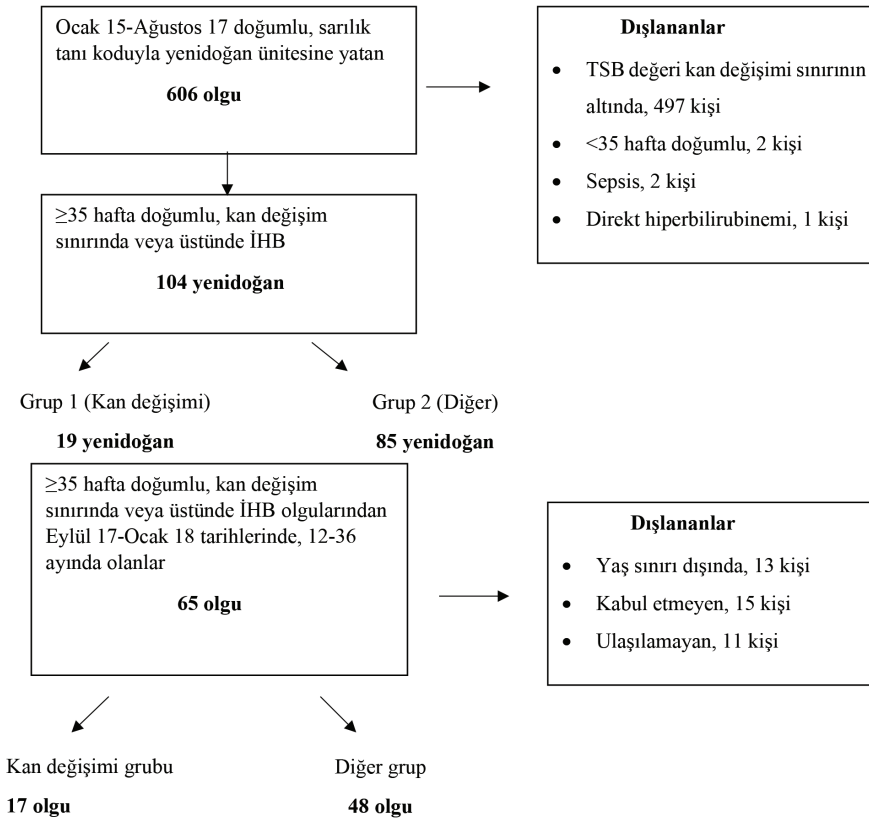 Ocak 15-Ağustos 17 doğumlu, sarılık
tanı koduyla yenidoğan ünitesine yatan
606 olgu
Dışlananlar
• TSB değeri kan değişimi sınırının
altında, 497 kişi
• <35 hafta doğumlu, 2 kişi
• Sepsis, 2 kişi
• Direkt hiperbilirubinemi, 1 kişi
≥35 hafta doğumlu, kan değişim
sınırında veya üstünde İHB
104 yenidoğan
Grup 1 (Kan değişimi)
19 yenidoğan
Grup 2 (Diğer)
85 yenidoğan
≥35 hafta doğumlu, kan değişim
sınırında veya üstünde İHB olgularından
Eylül 17-Ocak 18 tarihlerinde, 12-36
ayında olanlar
65 olgu
Dışlananlar
• Yaş sınırı dışında, 13 kişi
• Kabul etmeyen, 15 kişi
• Ulaşılamayan, 11 kişi
Kan değişimi grubu
17 olgu
Diğer grup
48 olgu